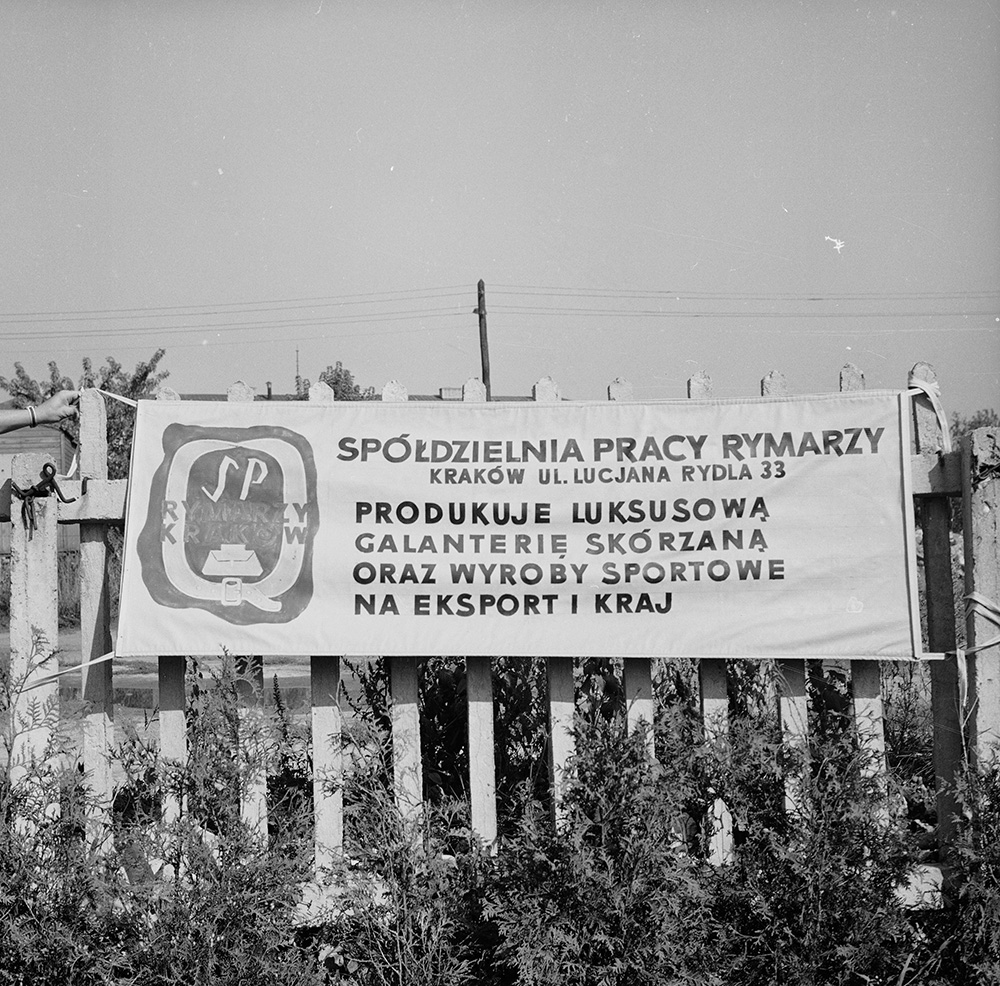 SP
RYMARZY
KRAKÓW
SPÓŁDZIELNIA PRACY RYMARZY
KRAKÓW UL. LUCJANA RYDLA 33
PRODUKUJE LUKSUSOWĄ
GALANTERIĘ SKÓRZANĄ
ORAZ WYROBY SPORTOWE
NA EKSPORT I KRAJ